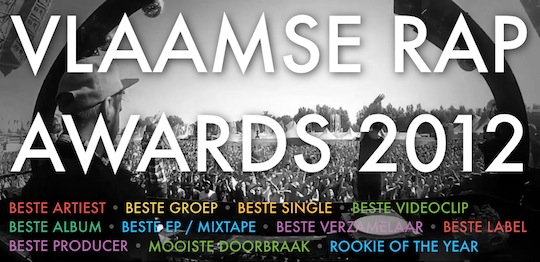 VLAAMSE RAP
AWARDS 2012
BESTE ARTIEST • BESTE GROEP • BESTE SINGLE • BESTE VIDEOCLIP
BESTE ALBUM • BESTE EP / MIXTAPE • BESTE VERZAMELAAR • BESTE LABEL
BESTE PRODUCER • MOOISTE DOORBRAAK • ROOKIE OF THE YEAR